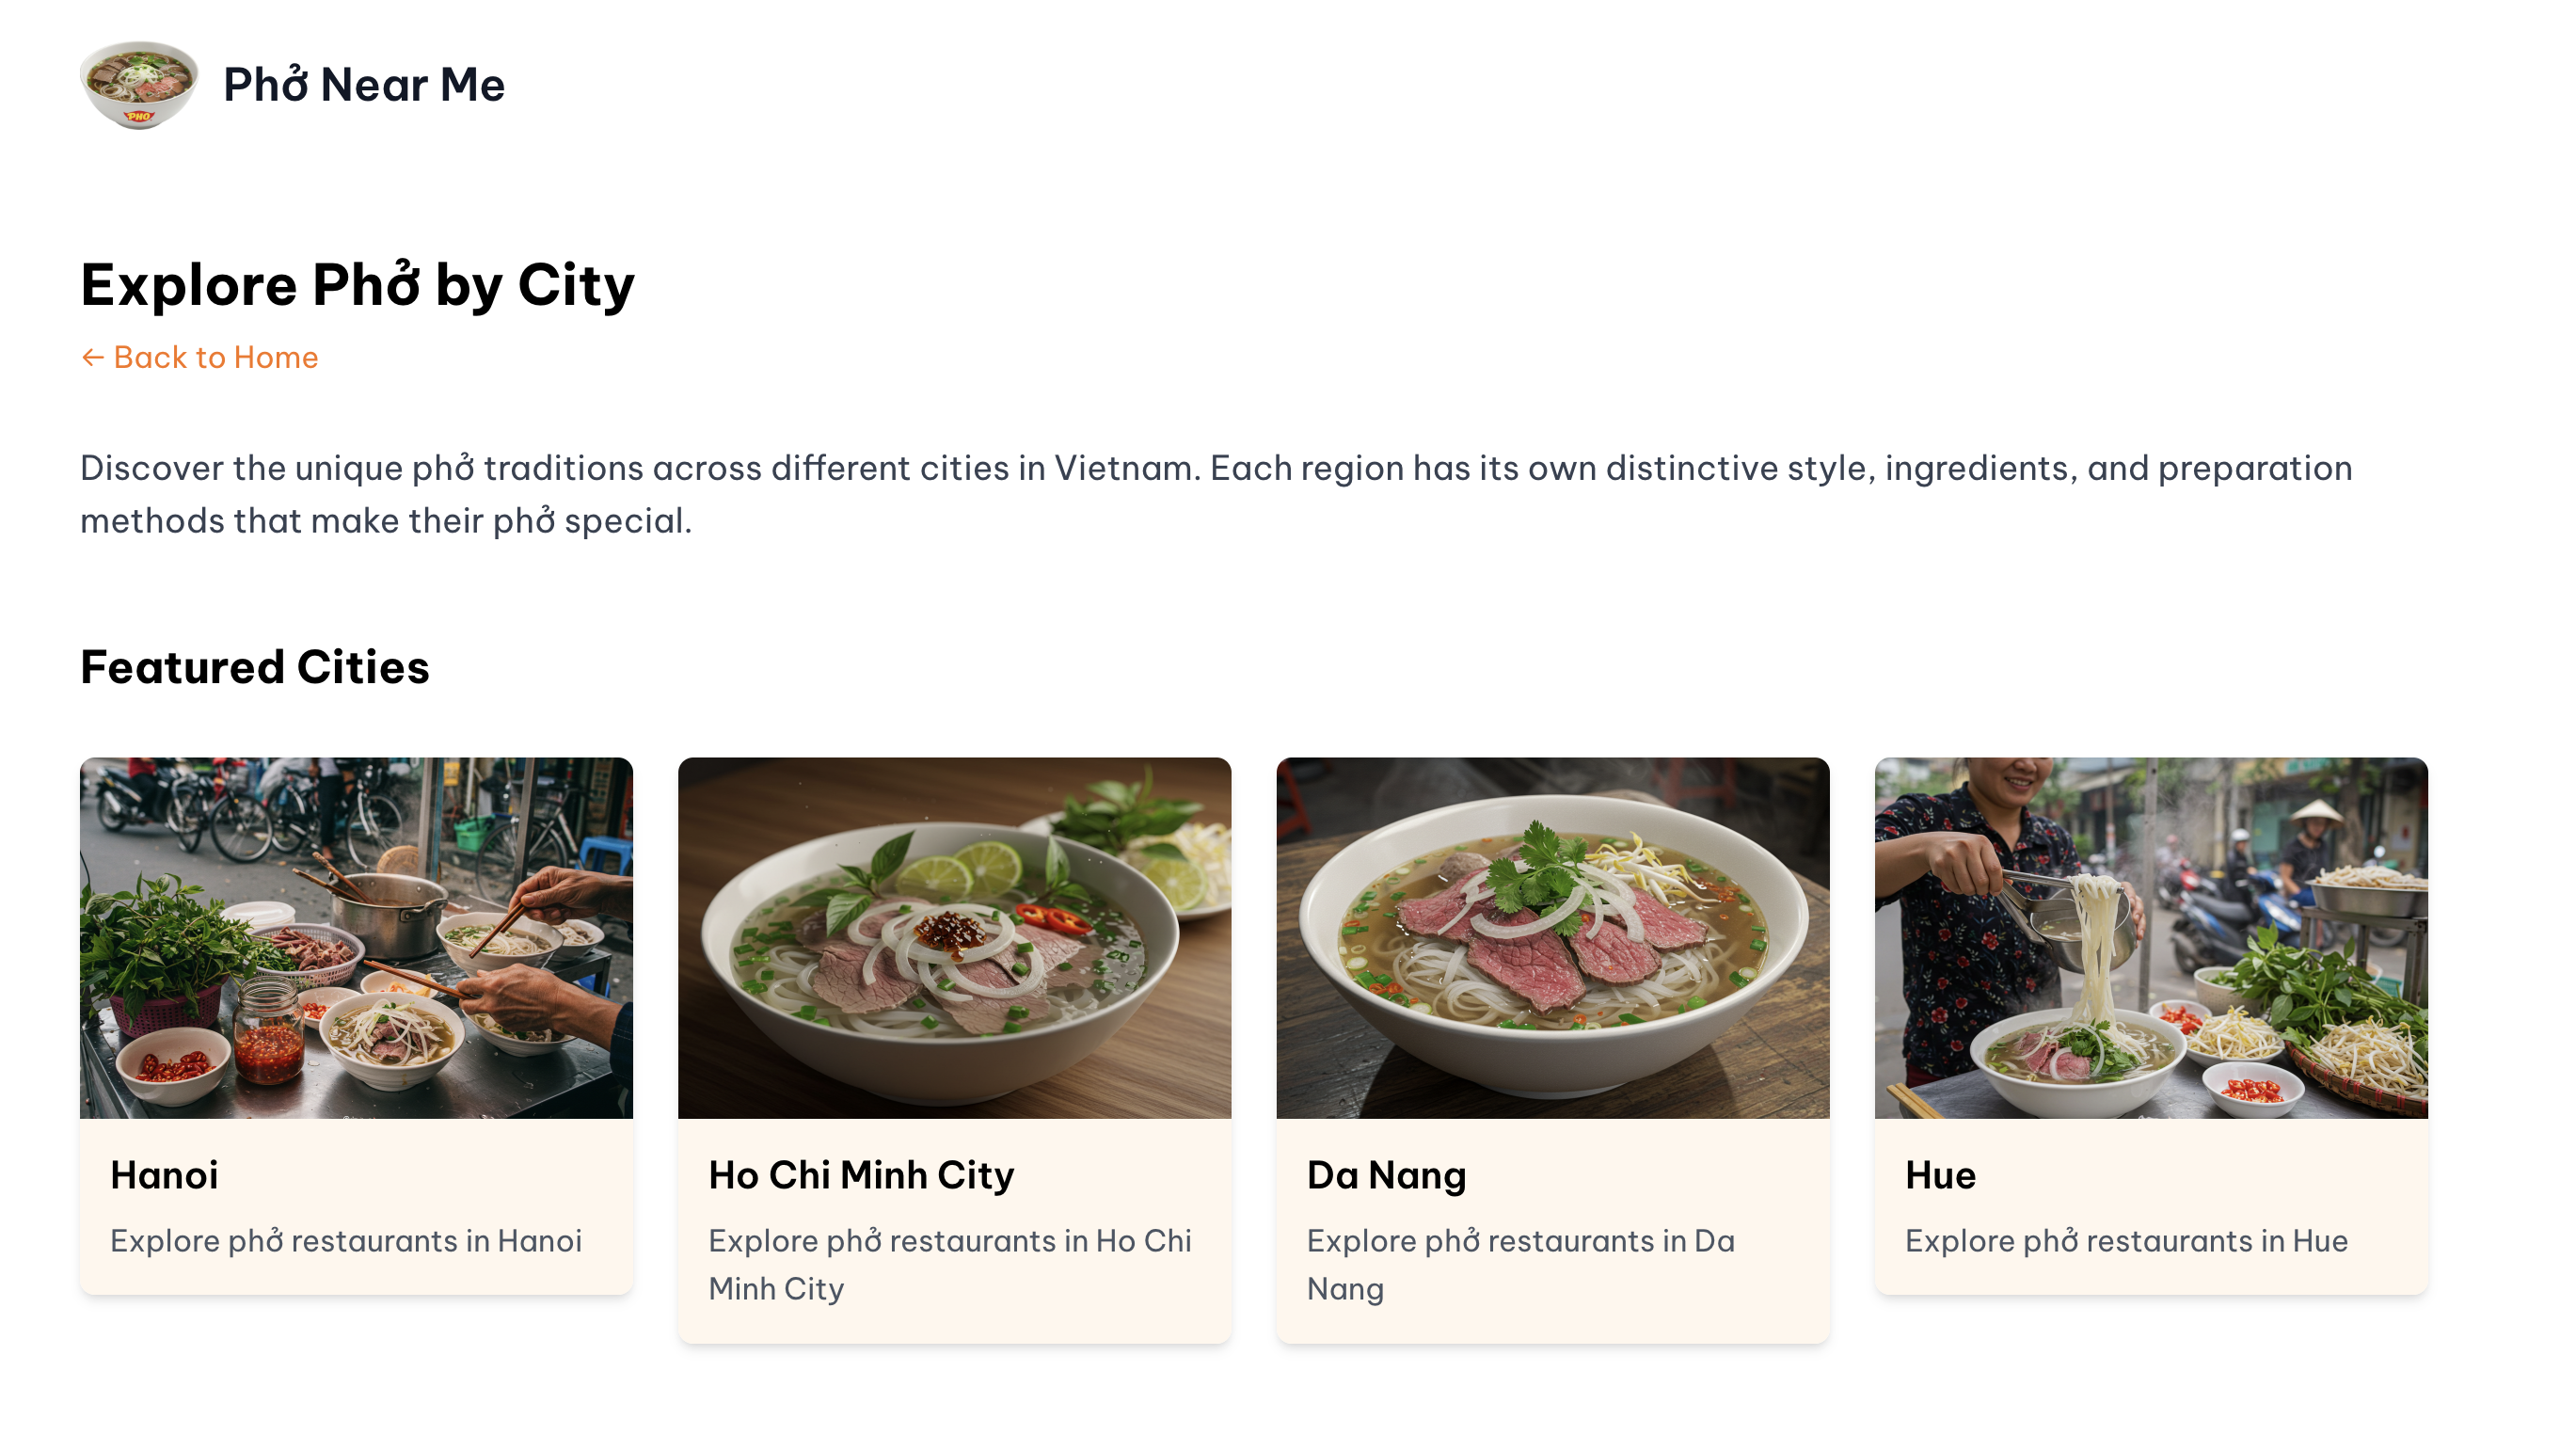 PHO
Phở Near Me
Explore Phở by City
← Back to Home
Discover the unique phở traditions across different cities in Vietnam. Each region has its own distinctive style, ingredients, and preparation
methods that make their phở special.
Featured Cities
Hanoi
Explore phở restaurants in Hanoi
Ho Chi Minh City
Explore phở restaurants in Ho Chi
Minh City
Da Nang
Explore phở restaurants in Da
Nang
Hue
Explore phở restaurants in Hue